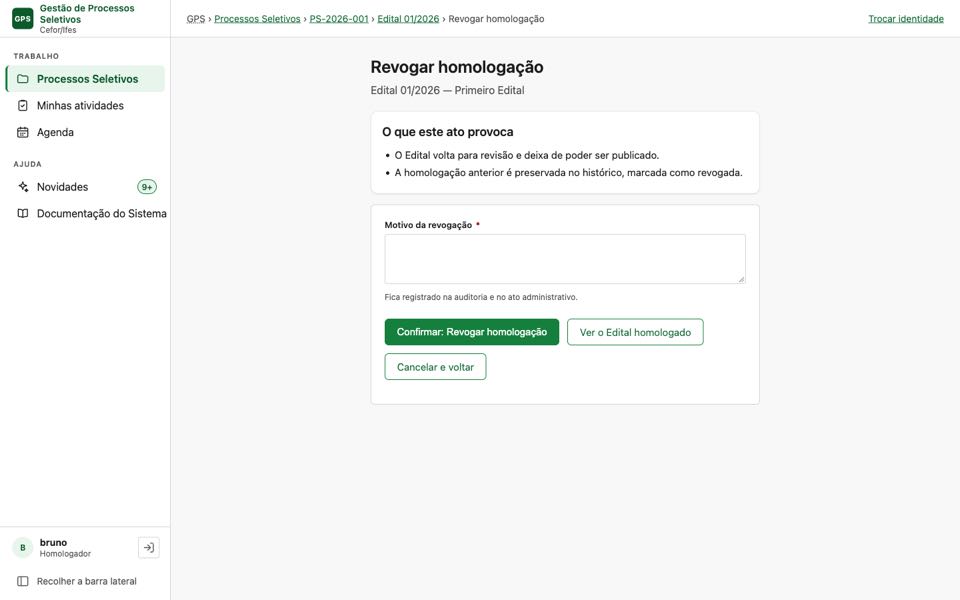 GPS
Gestão de Processos
Seletivos
Cefor/Ifes
GPS › Processos Seletivos › PS-2026-001 › Edital 01/2026 › Revogar homologação
Trocar identidade
TRABALHO
Processos Seletivos
Minhas atividades
Agenda
AJUDA
Novidades 9+
Documentação do Sistema
Revogar homologação
Edital 01/2026 — Primeiro Edital
O que este ato provoca
• O Edital volta para revisão e deixa de poder ser publicado.
• A homologação anterior é preservada no histórico, marcada como revogada.
Motivo da revogação *
Fica registrado na auditoria e no ato administrativo.
Confirmar: Revogar homologação
Ver o Edital homologado
Cancelar e voltar
B
bruno
Homologador
Recolher a barra lateral